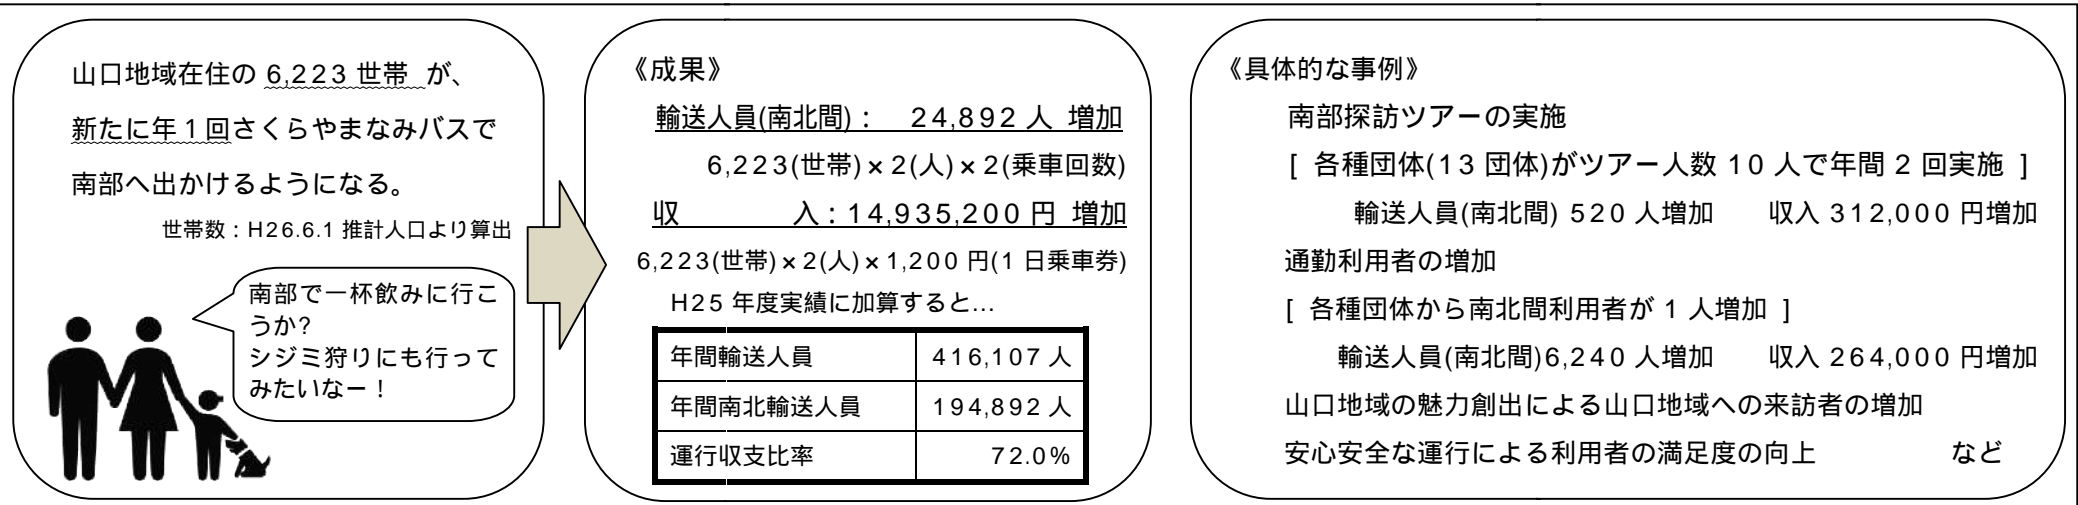 山口地域在住の 6,223 世帯 が、
新たに年１回さくらやまなみバスで
南部へ出かけるようになる。
世帯数：H26.6.1 推計人口より算出
南部で一杯飲みに行こ
うか?
シジミ狩りにも行って
みたいなー！
《成果》
輸送人員(南北間)： 24,892 人 増加
6,223(世帯)×2(人)×2(乗車回数)
収 入：14,935,200 円 増加
6,223(世帯)×2(人)×1,200 円(1 日乗車券)
H25 年度実績に加算すると…
年間輸送人員 416,107 人
年間南北輸送人員 194,892 人
運行収支比率 72.0%
《具体的な事例》
南部探訪ツアーの実施
[ 各種団体(13 団体)がツアー人数 10 人で年間 2 回実施 ]
輸送人員(南北間) 520 人増加 収入 312,000 円増加
通勤利用者の増加
[ 各種団体から南北間利用者が 1 人増加 ]
輸送人員(南北間)6,240 人増加 収入 264,000 円増加
山口地域の魅力創出による山口地域への来訪者の増加
安心安全な運行による利用者の満足度の向上 など